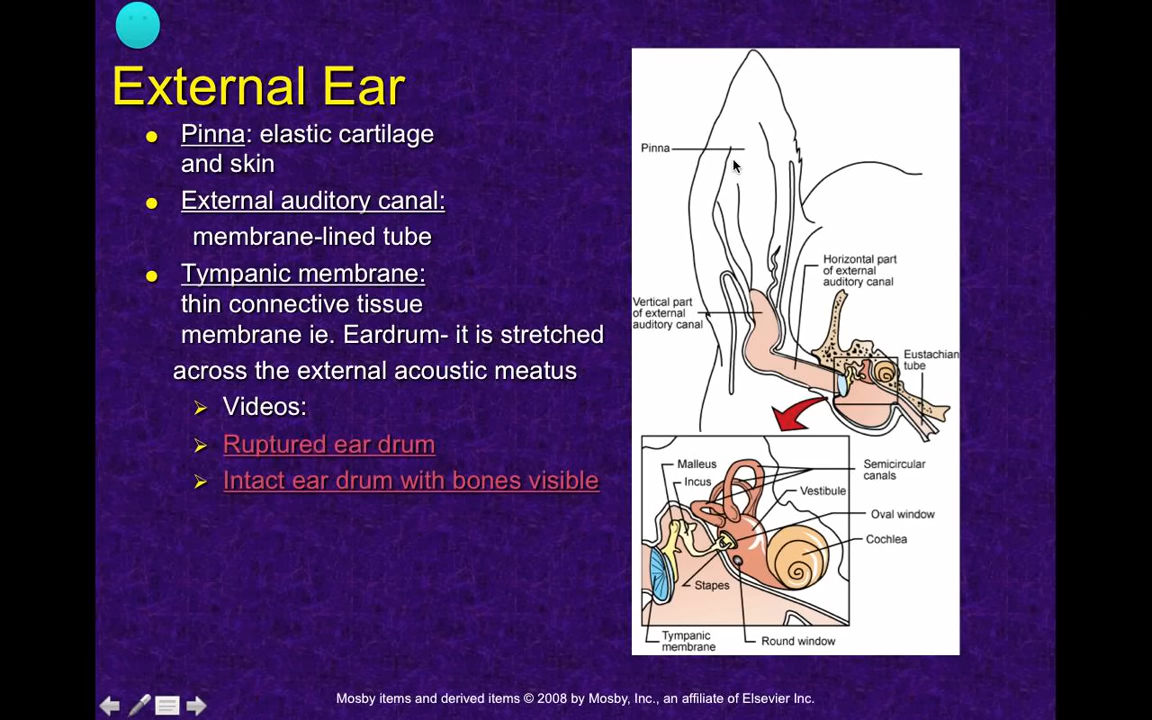 External Ear
Pinna: elastic cartilage
and skin
External auditory canal:
membrane-lined tube
Tympanic membrane:
thin connective tissue
membrane ie. Eardrum- it is stretched
across the external acoustic meatus
Videos:
Ruptured ear drum
Intact ear drum with bones visible
Pinna
Horizontal part
of external
auditory canal
Vertical part
of external
auditory canal
Eustachian
tube
Malleus
Incus
Semicircular
canals
Vestibule
Oval window
Cochlea
Stapes
Tympanic
membrane
Round window
Mosby items and derived items © 2008 by Mosby, Inc., an affiliate of Elsevier Inc.